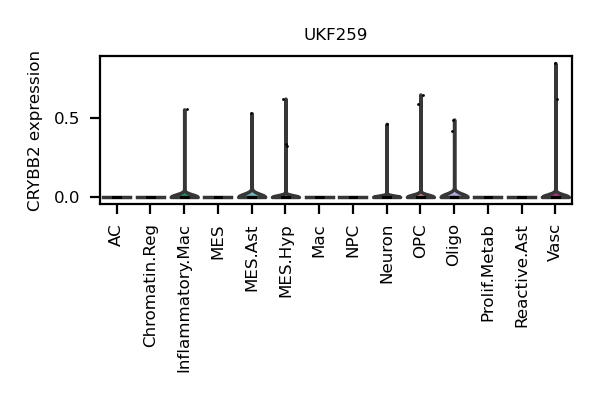 UKF259
CRYBB2 expression
0.5
0.0
AC
Chromatin.Reg
Inflammatory.Mac
MES
MES.Ast
MES.Hyp
Mac
NPC
Neuron
OPC
Oligo
Prolif.Metab
Reactive.Ast
Vasc